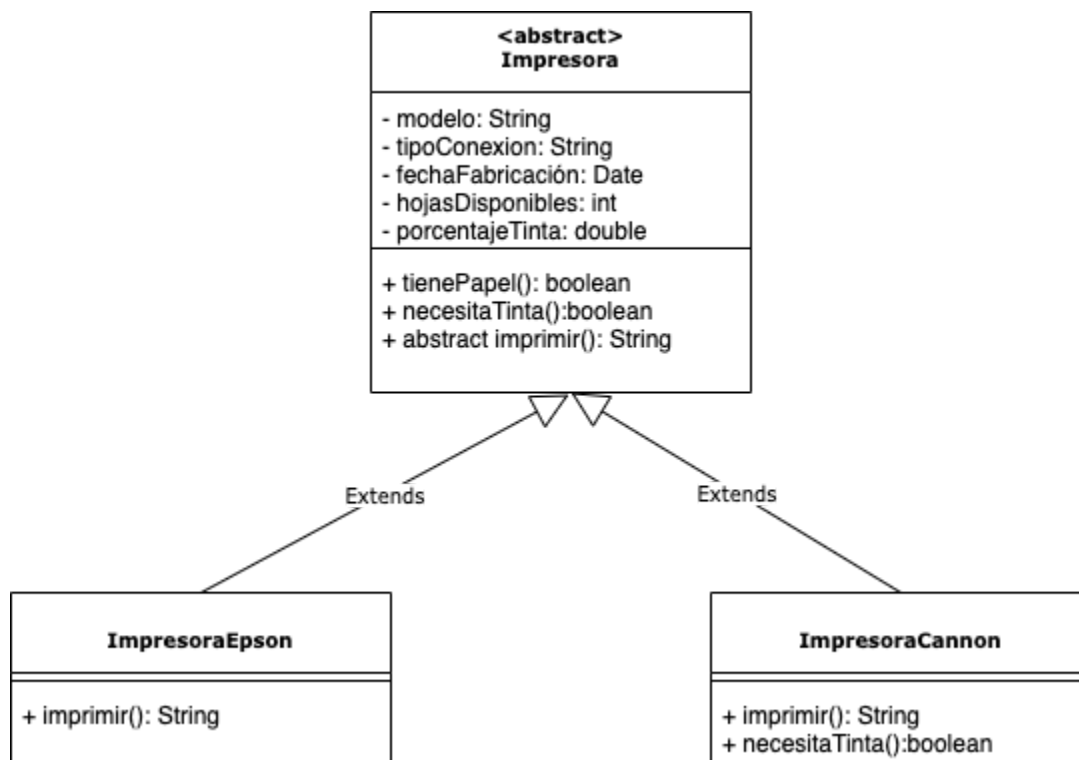 <abstract>
Impresora
- modelo: String
- tipoConexion: String
- fechaFabricación: Date
- hojasDisponibles: int
- porcentajeTinta: double
+ tienePapel(): boolean
+ necesitaTinta():boolean
+ abstract imprimir(): String
Extends
Extends
ImpresoraEpson
+ imprimir(): String
ImpresoraCannon
+ imprimir(): String
+ necesitaTinta():boolean